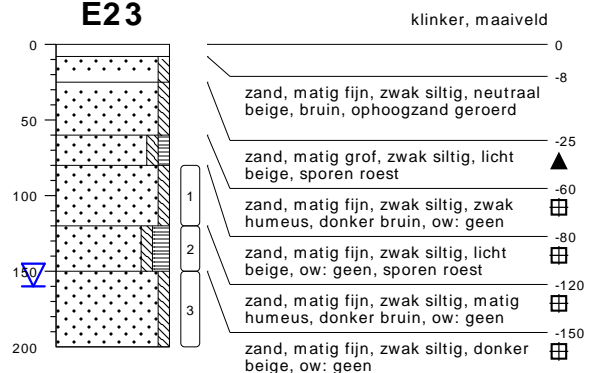 E23
klinker, maaiveld
0
0
-8
zand, matig fijn, zwak siltig, neutraal
beige, bruin, ophoogzand geroerd
50
-25
zand, matig grof, zwak siltig, licht
beige, sporen roest
-60
zand, matig fijn, zwak siltig, zwak
humeus, donker bruin, ow: geen
100
1
-80
zand, matig fijn, zwak siltig, licht
beige, ow: geen, sporen roest
2
150
-120
zand, matig fijn, zwak siltig, matig
humeus, donker bruin, ow: geen
3
-150
200
zand, matig fijn, zwak siltig, donker
beige, ow: geen